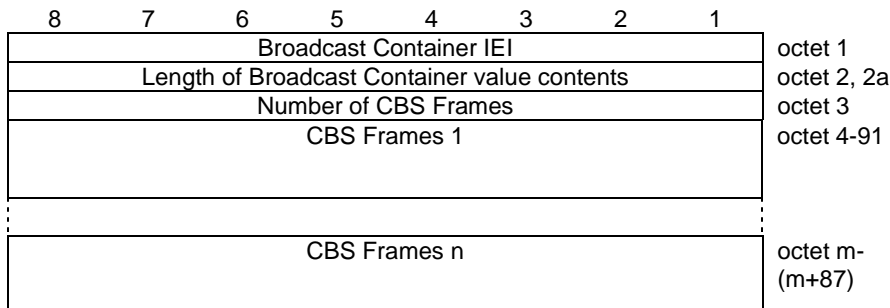 8 7 6 5 4 3 2 1
Broadcast Container IEI octet 1
Length of Broadcast Container value contents octet 2, 2a
Number of CBS Frames octet 3
CBS Frames 1 octet 4-91
CBS Frames n octet m-
(m+87)